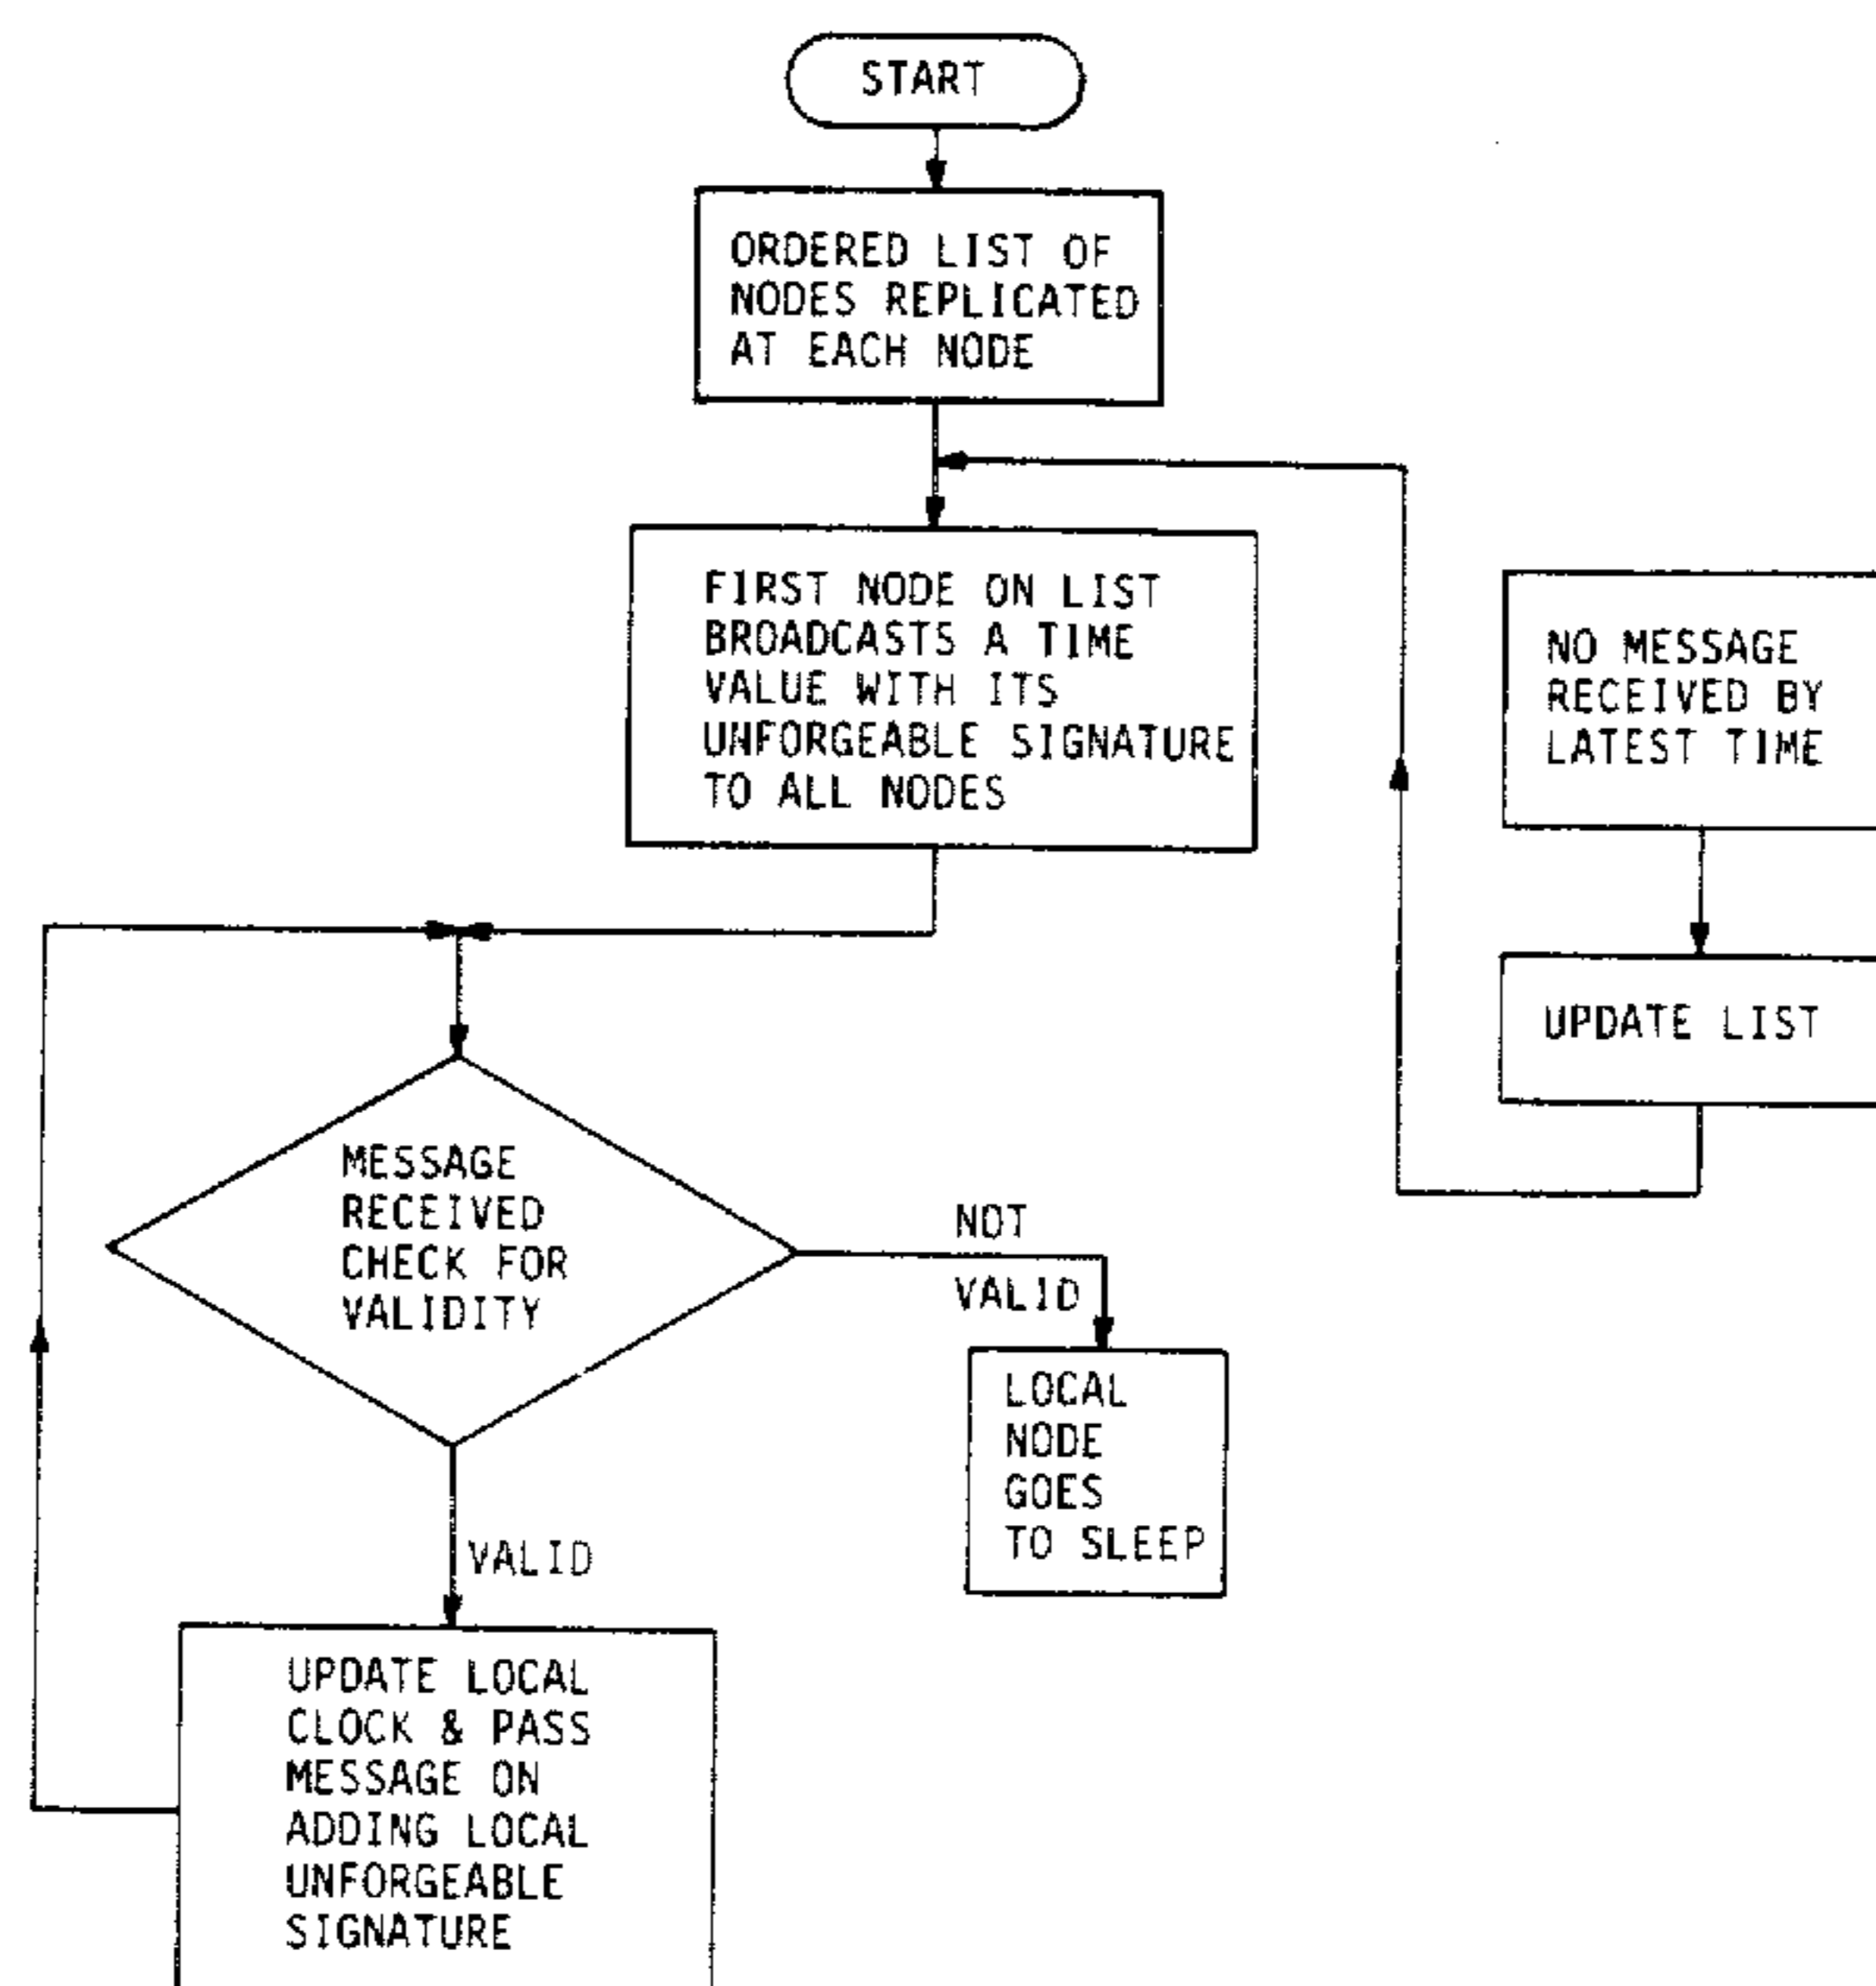 START
ORDERED LIST OF
NODES REPLICATED
AT EACH NODE
FIRST NODE ON LIST
BROADCASTS A TIME
VALUE WITH ITS
UNFORGEABLE SIGNATURE
TO ALL NODES
NO MESSAGE
RECEIVED BY
LATEST TIME
UPDATE LIST
MESSAGE
RECEIVED
CHECK FOR
VALIDITY
NOT
VALID
LOCAL
NODE
GOES
TO SLEEP
VALID
UPDATE LOCAL
CLOCK & PASS
MESSAGE ON
ADDING LOCAL
UNFORGEABLE
SIGNATURE